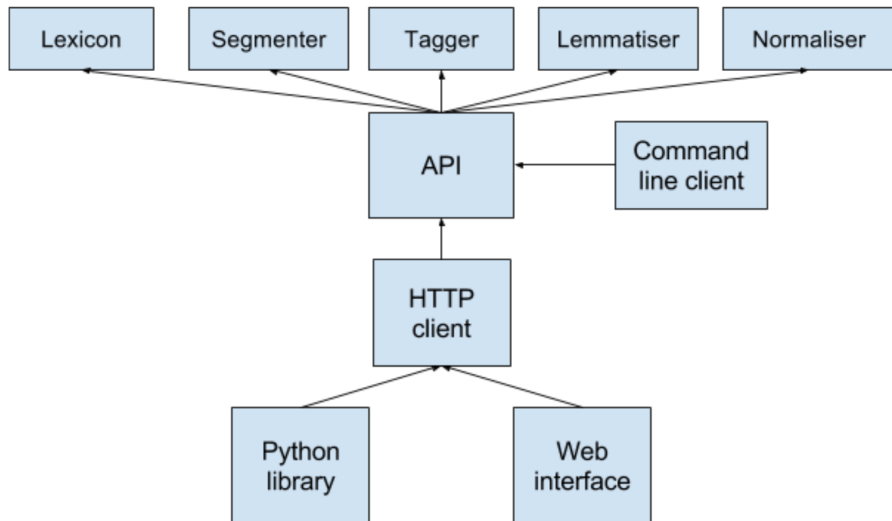 Lexicon
Segmenter
Tagger
Lemmatiser
Normaliser
API
Command
line client
HTTP
client
Python
library
Web
interface